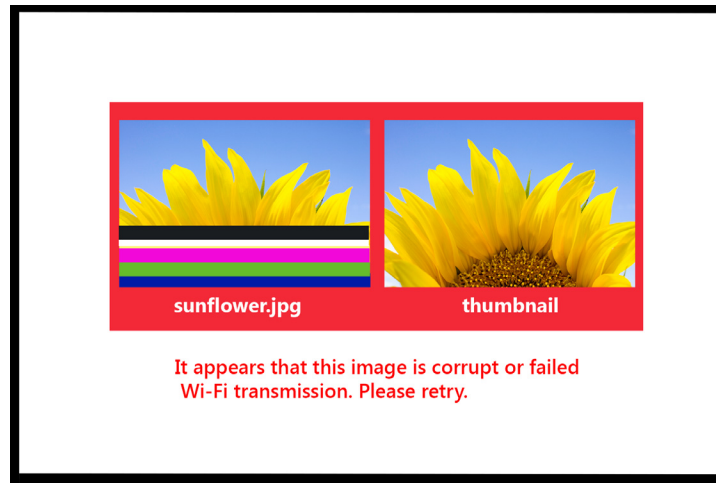 sunflower.jpg
thumbnail
It appears that this image is corrupt or failed
Wi-Fi transmission. Please retry.